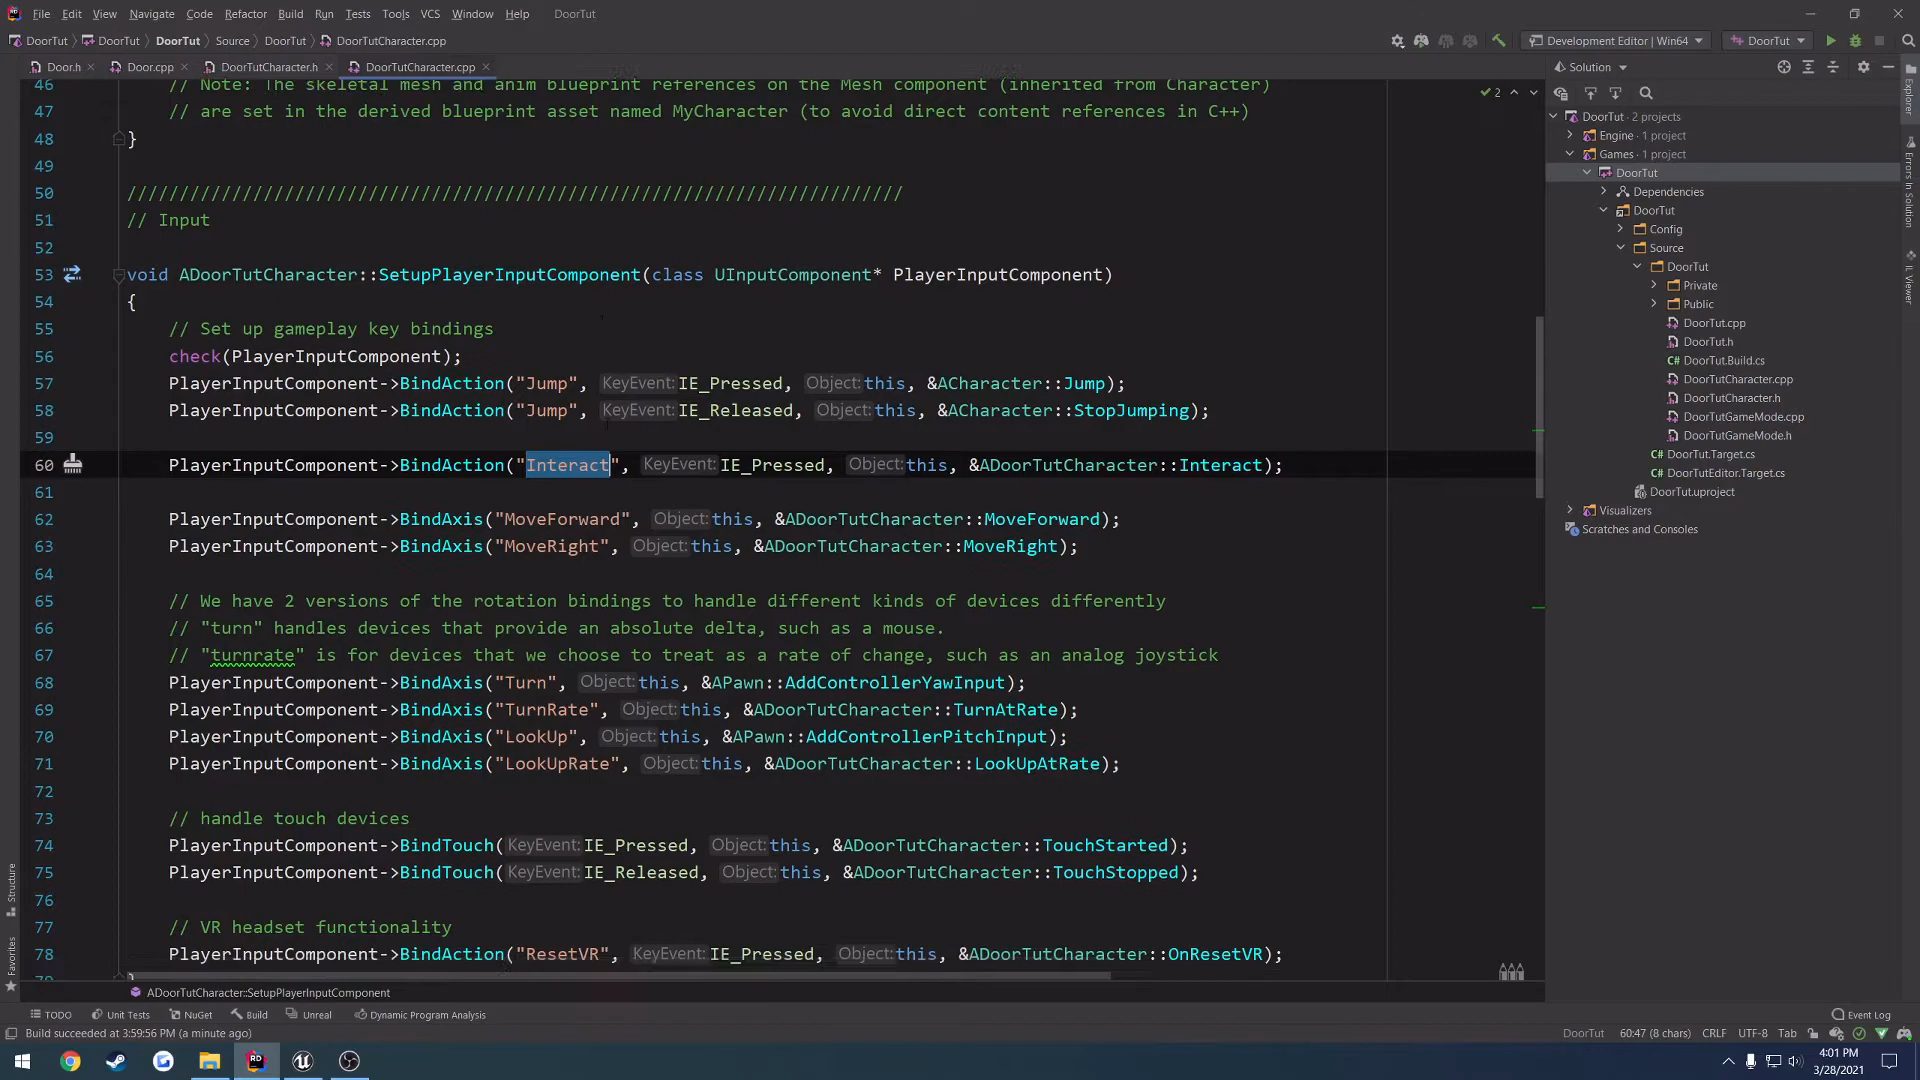 File Edit View Navigate Code Refactor Build Run Tests Tools VCS Window Help DoorTut
DoorTut DoorTut DoorTut Source DoorTut DoorTutCharacter.cpp Development Editor | Win64 DoorTut
Door.h Door.cpp DoorTutCharacter.h DoorTutCharacter.cpp
2
46 // Note: The skeletal mesh and anim blueprint references on the Mesh component (inherited from Character)
47 // are set in the derived blueprint asset named MyCharacter (to avoid direct content references in C++)
48 }
49
50 //////////////////////////////////////////////////////////////////////////
51 // Input
52
53 void ADoorTutCharacter::SetupPlayerInputComponent(class UInputComponent* PlayerInputComponent)
54 {
55 // Set up gameplay key bindings
56 check(PlayerInputComponent);
57 PlayerInputComponent->BindAction("Jump", KeyEvent: IE_Pressed, Object: this, &ACharacter::Jump);
58 PlayerInputComponent->BindAction("Jump", KeyEvent: IE_Released, Object: this, &ACharacter::StopJumping);
59
60 PlayerInputComponent->BindAction("Interact", KeyEvent: IE_Pressed, Object: this, &ADoorTutCharacter::Interact);
61
62 PlayerInputComponent->BindAxis("MoveForward", Object: this, &ADoorTutCharacter::MoveForward);
63 PlayerInputComponent->BindAxis("MoveRight", Object: this, &ADoorTutCharacter::MoveRight);
64
65 // We have 2 versions of the rotation bindings to handle different kinds of devices differently
66 // "turn" handles devices that provide an absolute delta, such as a mouse.
67 // "turnrate" is for devices that we choose to treat as a rate of change, such as an analog joystick
68 PlayerInputComponent->BindAxis("Turn", Object: this, &APawn::AddControllerYawInput);
69 PlayerInputComponent->BindAxis("TurnRate", Object: this, &ADoorTutCharacter::TurnAtRate);
70 PlayerInputComponent->BindAxis("LookUp", Object: this, &APawn::AddControllerPitchInput);
71 PlayerInputComponent->BindAxis("LookUpRate", Object: this, &ADoorTutCharacter::LookUpAtRate);
72
73 // handle touch devices
74 PlayerInputComponent->BindTouch(KeyEvent: IE_Pressed, Object: this, &ADoorTutCharacter::TouchStarted);
75 PlayerInputComponent->BindTouch(KeyEvent: IE_Released, Object: this, &ADoorTutCharacter::TouchStopped);
76
77 // VR headset functionality
78 PlayerInputComponent->BindAction("ResetVR", KeyEvent: IE_Pressed, Object: this, &ADoorTutCharacter::OnResetVR);
ADoorTutCharacter::SetupPlayerInputComponent
Solution
DoorTut · 2 projects
Engine · 1 project
Games · 1 project
DoorTut
Dependencies
DoorTut
Config
Source
DoorTut
Private
Public
DoorTut.cpp
DoorTut.h
DoorTut.Build.cs
DoorTutCharacter.cpp
DoorTutCharacter.h
DoorTutGameMode.cpp
DoorTutGameMode.h
DoorTut.Target.cs
DoorTutEditor.Target.cs
DoorTut.uproject
Visualizers
Scratches and Consoles
Explorer
Errors In Solution
IL Viewer
Structure
Favorites
TODO Unit Tests NuGet Build Unreal Dynamic Program Analysis Event Log
Build succeeded at 3:59:56 PM (a minute ago) DoorTut 60:47 (8 chars) CRLF UTF-8 Tab
4:01 PM
3/28/2021